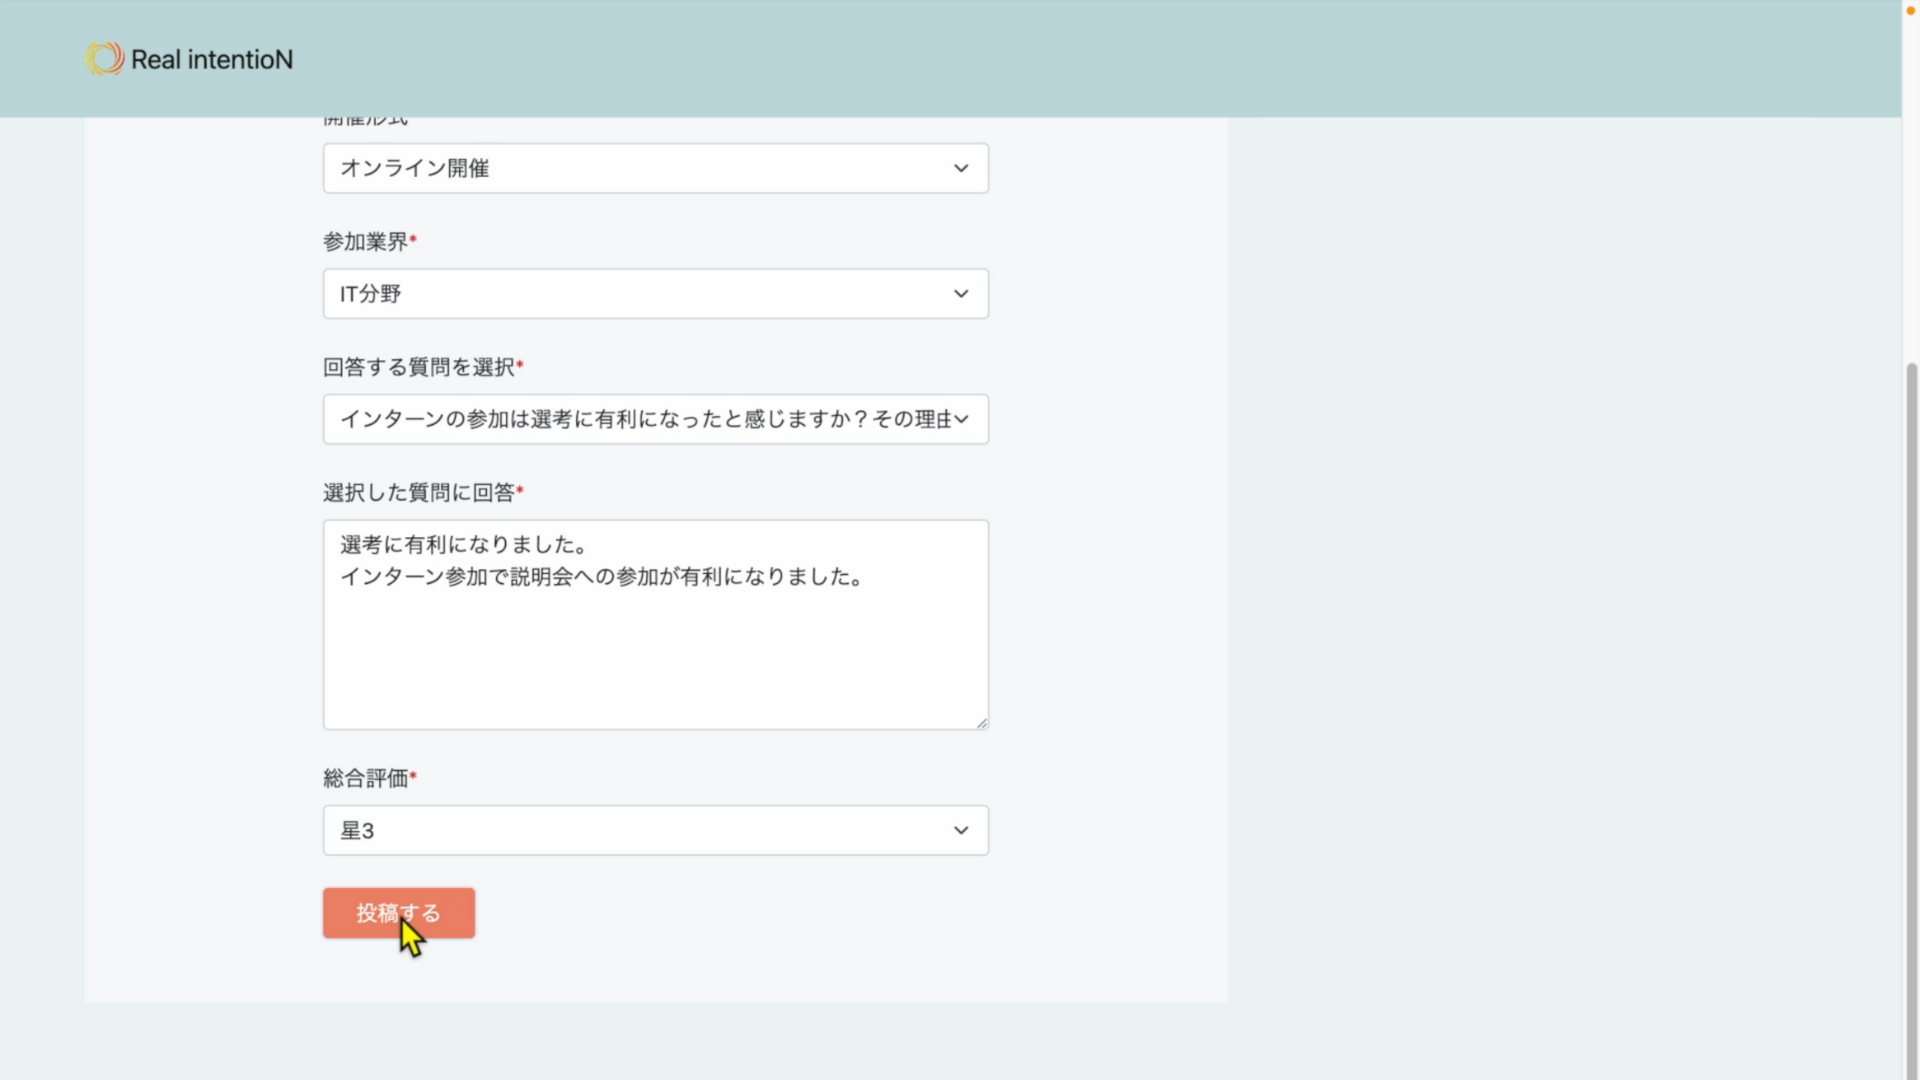 Real intentioN
開催形式
オンライン開催
参加業界*
IT分野
回答する質問を選択*
インターンの参加は選考に有利になったと感じますか？その理由
選択した質問に回答*
選考に有利になりました。
インターン参加で説明会への参加が有利になりました。
総合評価*
星3
投稿する